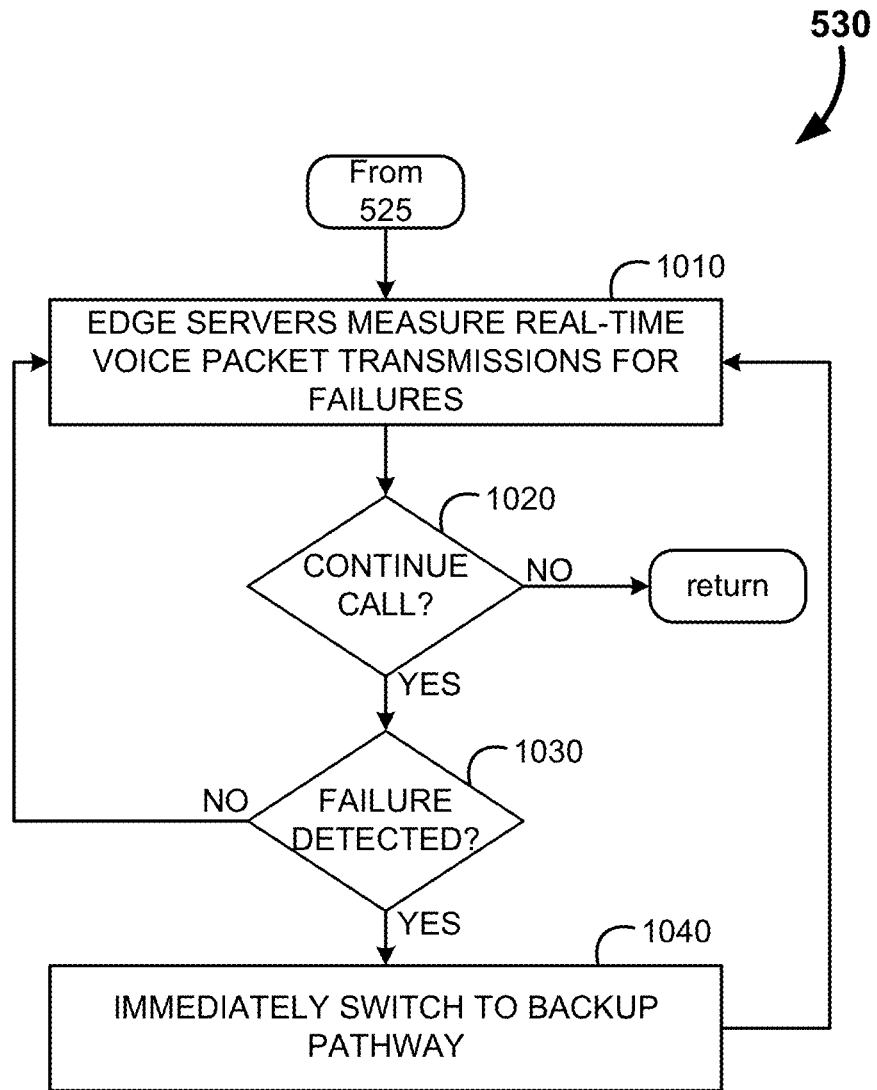 530
From
525
1010
EDGE SERVERS MEASURE REAL-TIME
VOICE PACKET TRANSMISSIONS FOR
FAILURES
1020
CONTINUE
CALL?
NO
return
YES
1030
NO
FAILURE
DETECTED?
YES
1040
IMMEDIATELY SWITCH TO BACKUP
PATHWAY